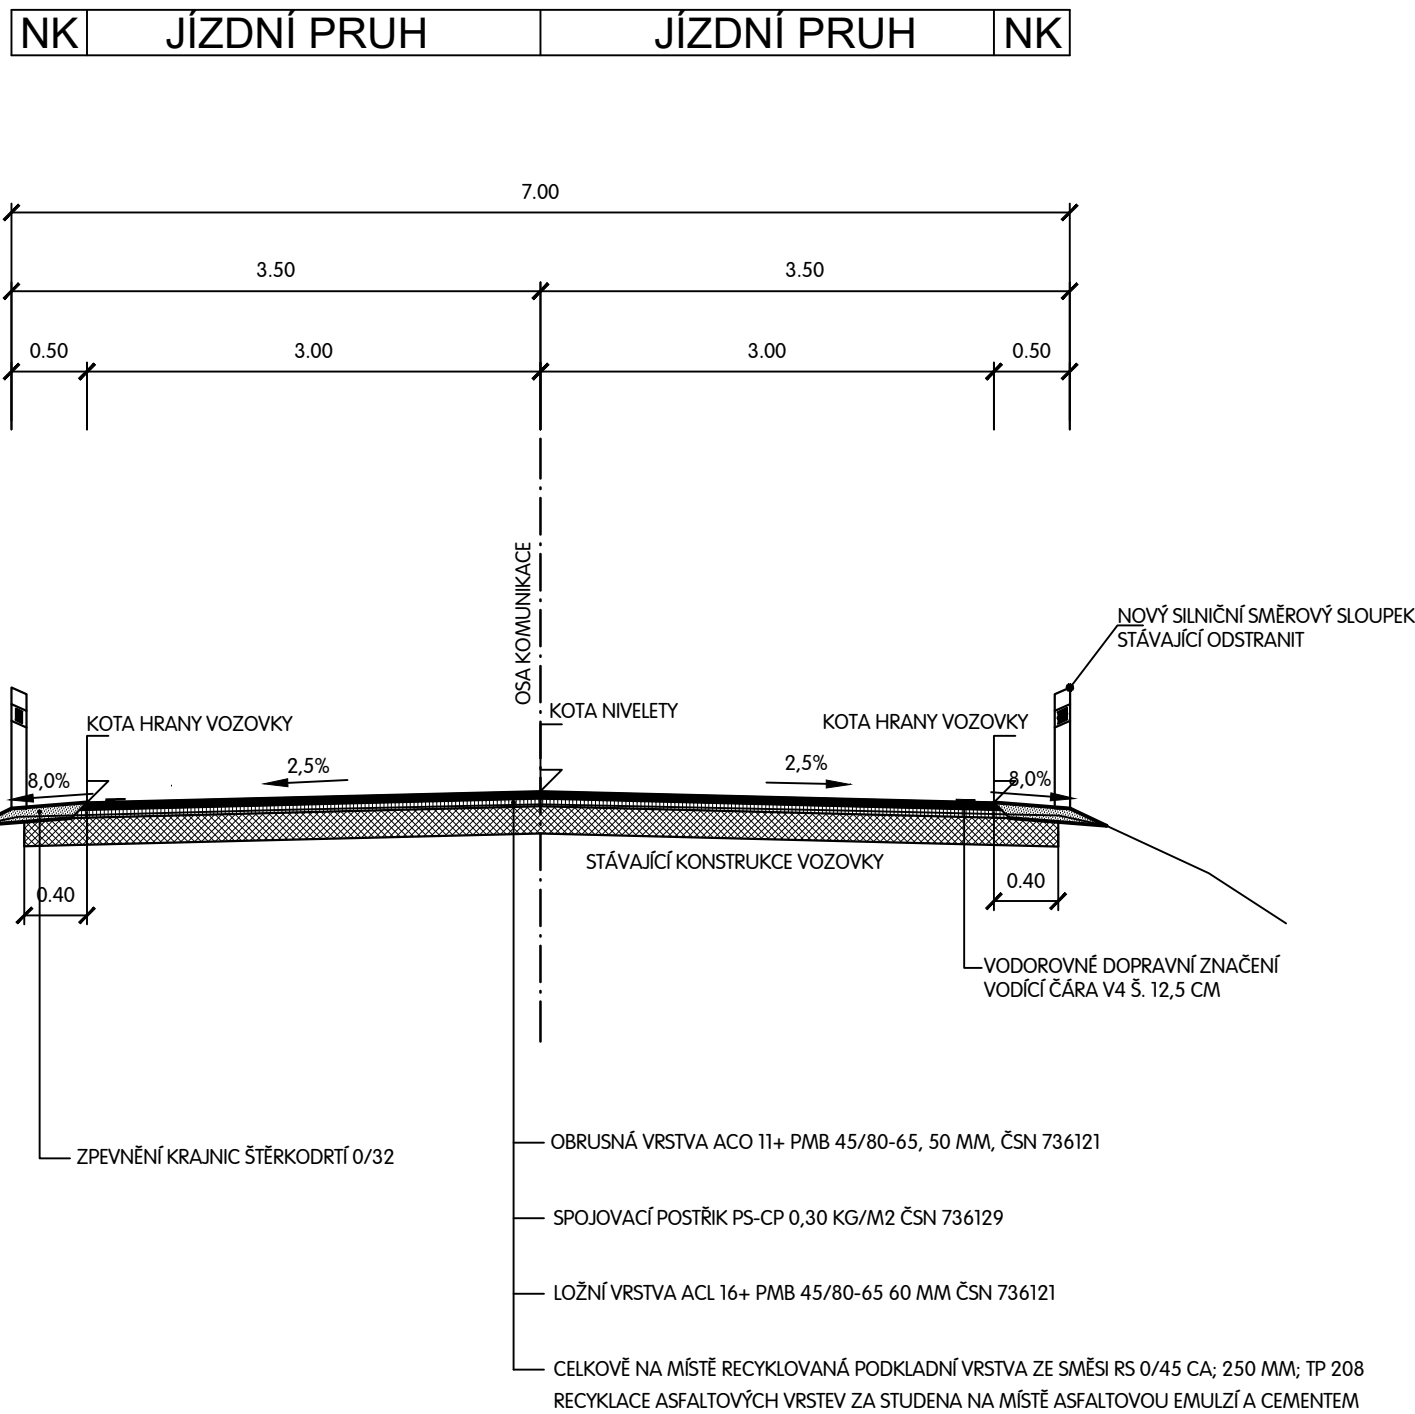 NK JÍZDNÍ PRUH JÍZDNÍ PRUH NK
7.00
3.50 3.50
0.50 3.00 3.00 0.50
OSA KOMUNIKACE
NOVÝ SILNIČNÍ SMĚROVÝ SLOUPEK
STÁVAJÍCÍ ODSTRANIT
KOTA HRANY VOZOVKY KOTA NIVELETY KOTA HRANY VOZOVKY
8,0% 2,5% 2,5% 8,0%
STÁVAJÍCÍ KONSTRUKCE VOZOVKY
0.40 0.40
VODOROVNÉ DOPRAVNÍ ZNAČENÍ
VODÍCÍ ČÁRA V4 Š. 12,5 CM
ZPEVNĚNÍ KRAJNIC ŠTĚRKODRTÍ 0/32
OBRUSNÁ VRSTVA ACO 11+ PMB 45/80-65, 50 MM, ČSN 736121
SPOJOVACÍ POSTŘIK PS-CP 0,30 KG/M2 ČSN 736129
LOŽNÍ VRSTVA ACL 16+ PMB 45/80-65 60 MM ČSN 736121
CELKOVĚ NA MÍSTĚ RECYKLOVANÁ PODKLADNÍ VRSTVA ZE SMĚSI RS 0/45 CA; 250 MM; TP 208
RECYKLACE ASFALTOVÝCH VRSTEV ZA STUDENA NA MÍSTĚ ASFALTOVOU EMULZÍ A CEMENTEM